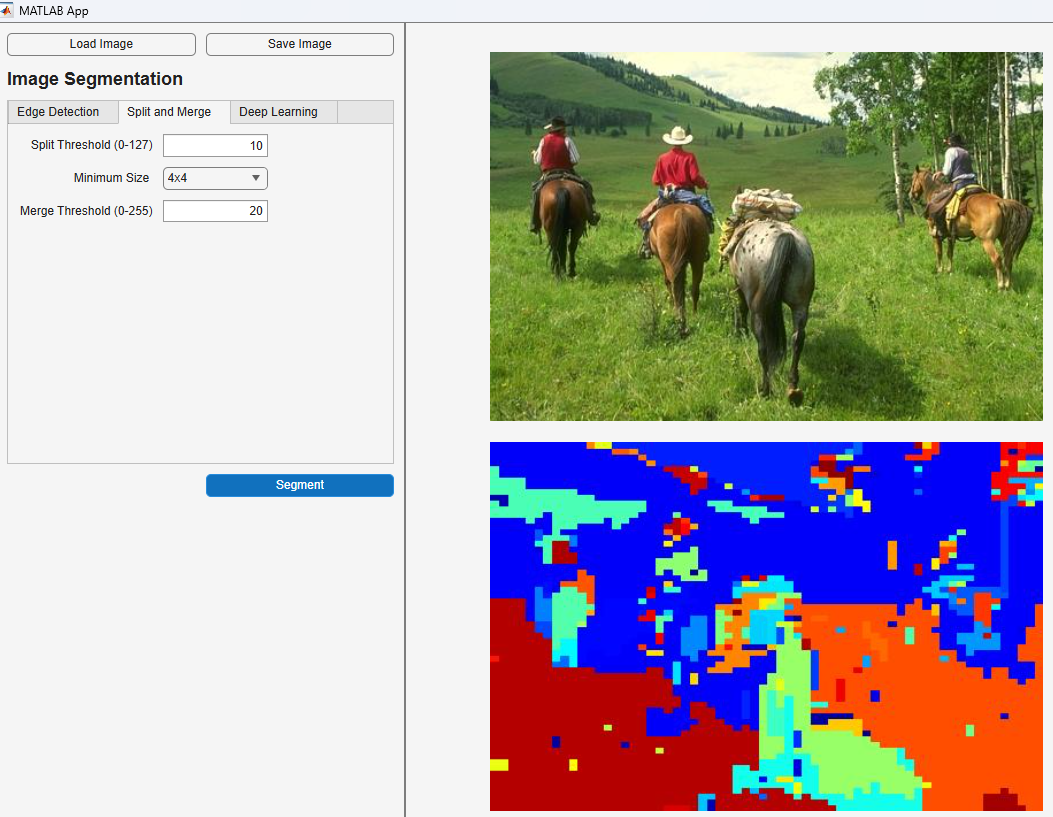 MATLAB App
Load Image
Save Image
Image Segmentation
Edge Detection
Split and Merge
Deep Learning
Split Threshold (0-127)
10
Minimum Size
4x4
Merge Threshold (0-255)
20
Segment